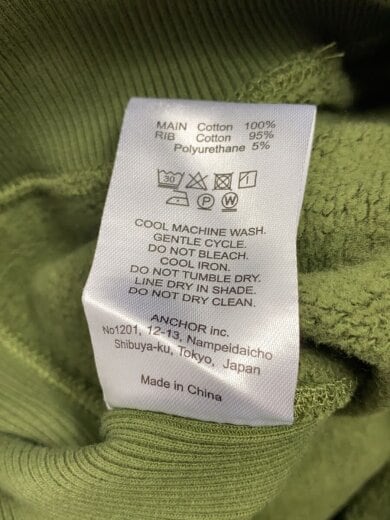 MAIN Cotton 100%
RIB Cotton 95%
Polyurethane 5%
30
P W
COOL MACHINE WASH.
GENTLE CYCLE.
DO NOT BLEACH.
COOL IRON.
DO NOT TUMBLE DRY.
LINE DRY IN SHADE.
DO NOT DRY CLEAN.
ANCHOR inc.
No1201, 12-13, Nampeidaicho
Shibuya-ku, Tokyo, Japan
Made in China